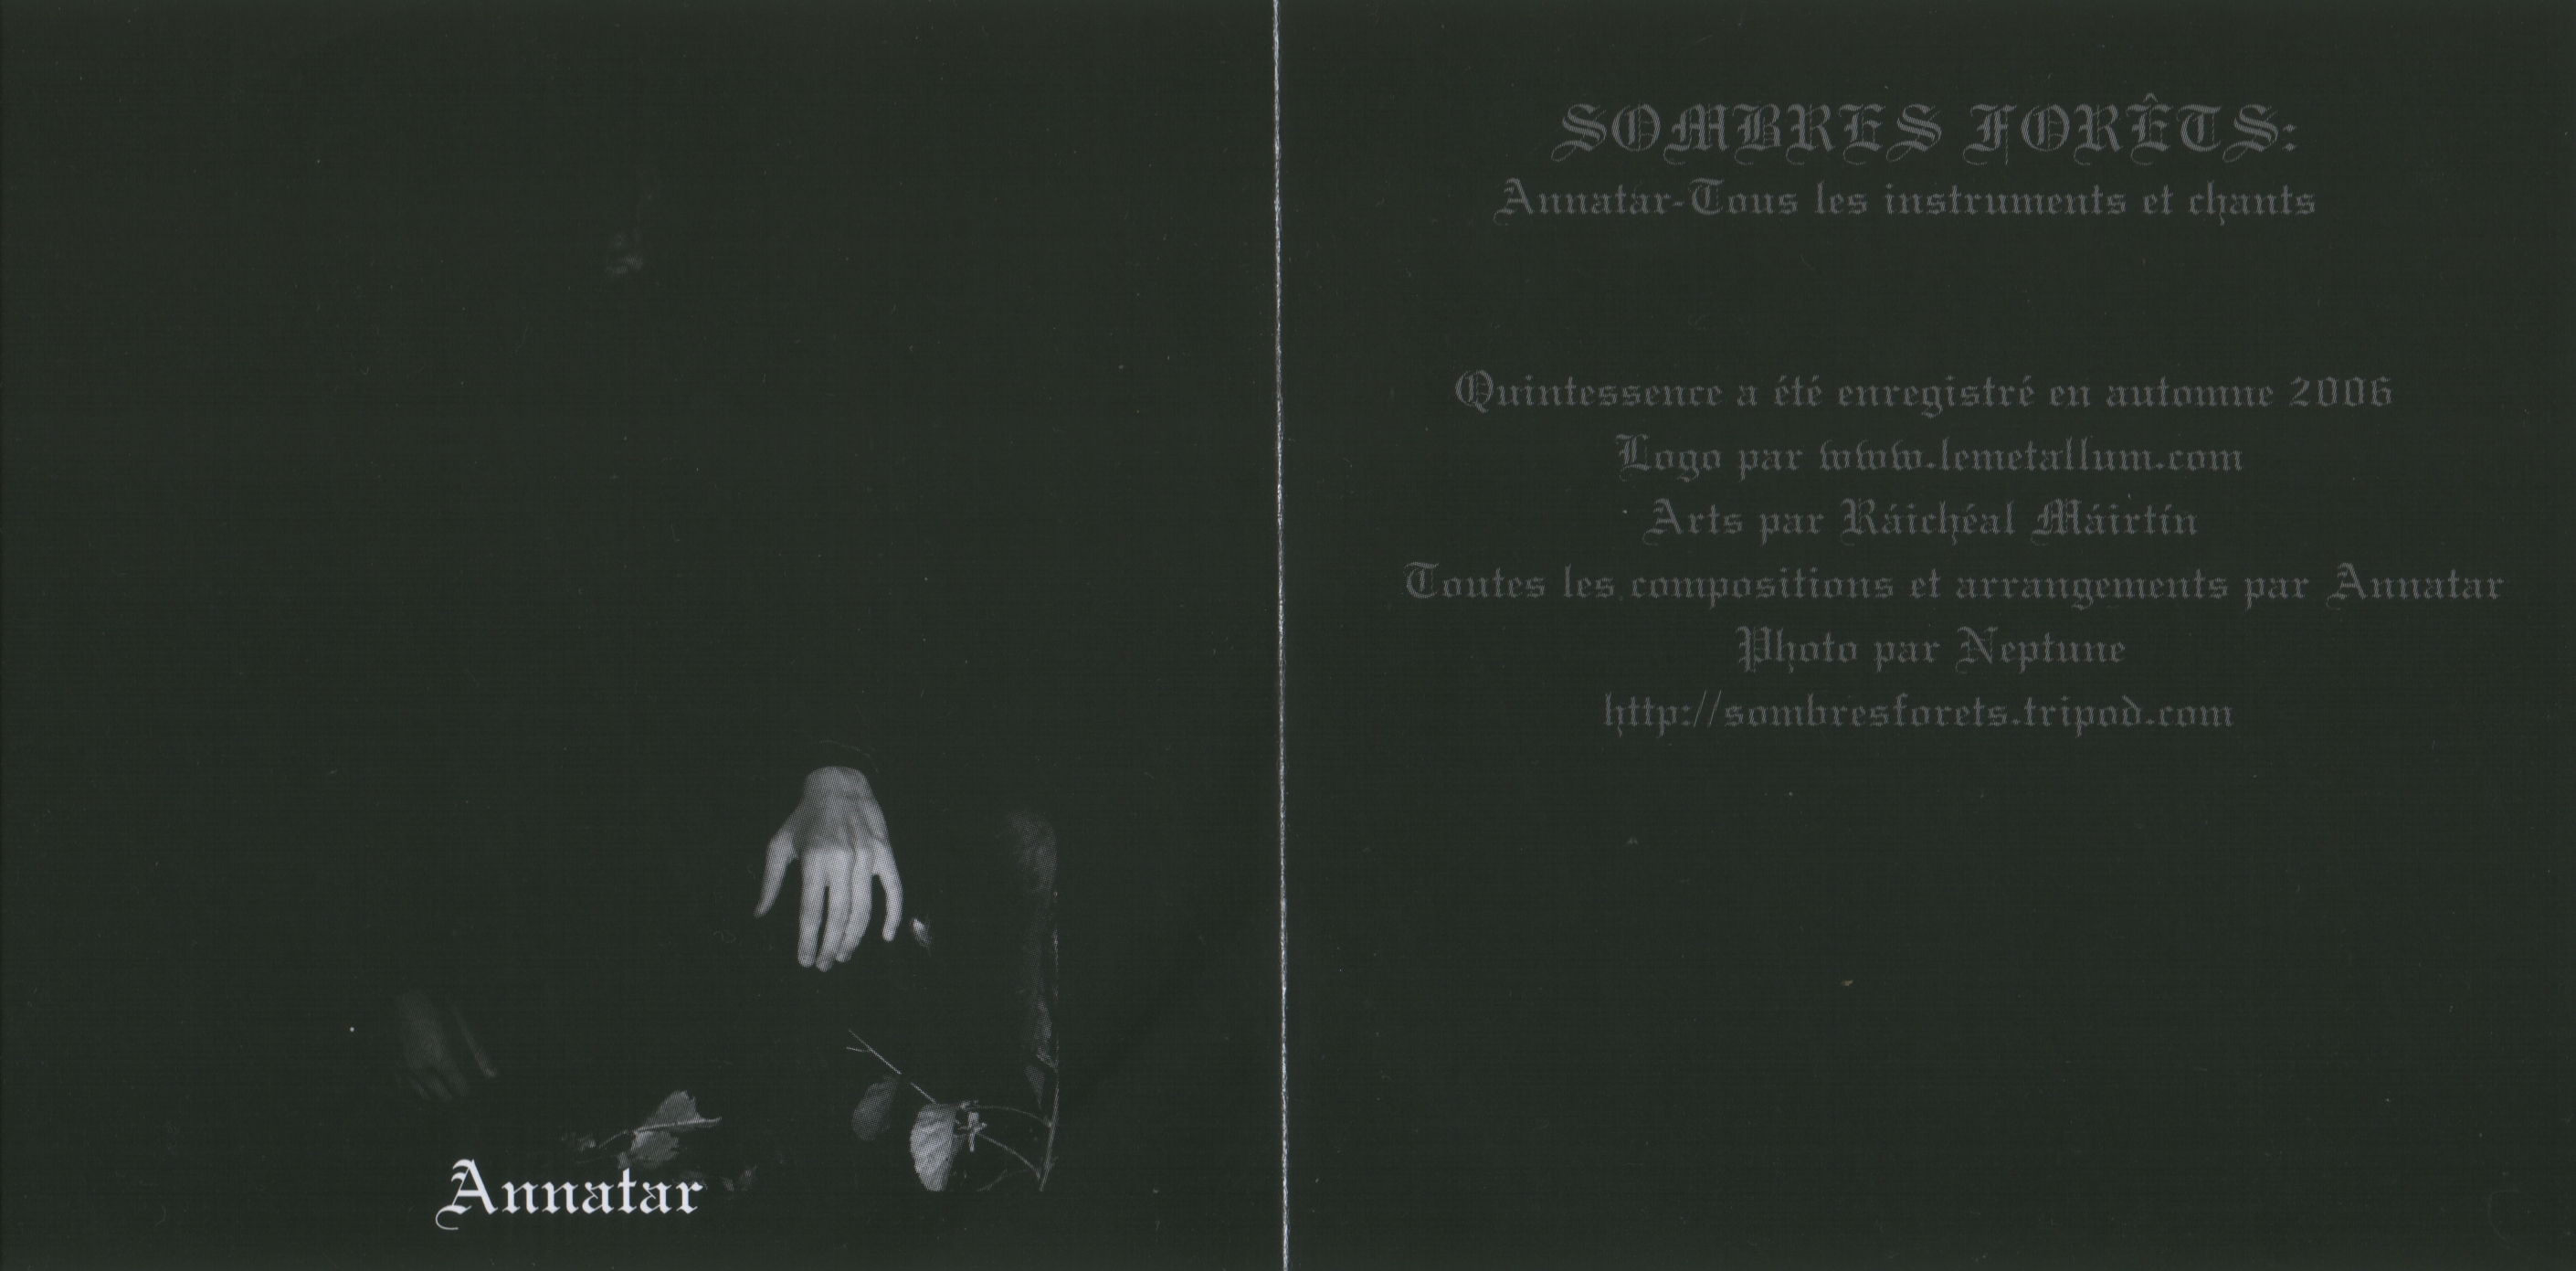 Annatar
SOMBRES FORÊTS:
Annatar-Tous les instruments et chants
Quintessence a été enregistré en automne 2006
Logo par www.lemetallum.com
Arts par Ráichéal Máirtín
Toutes les compositions et arrangements par Annatar
Photo par Neptune
http://sombresforets.tripod.com